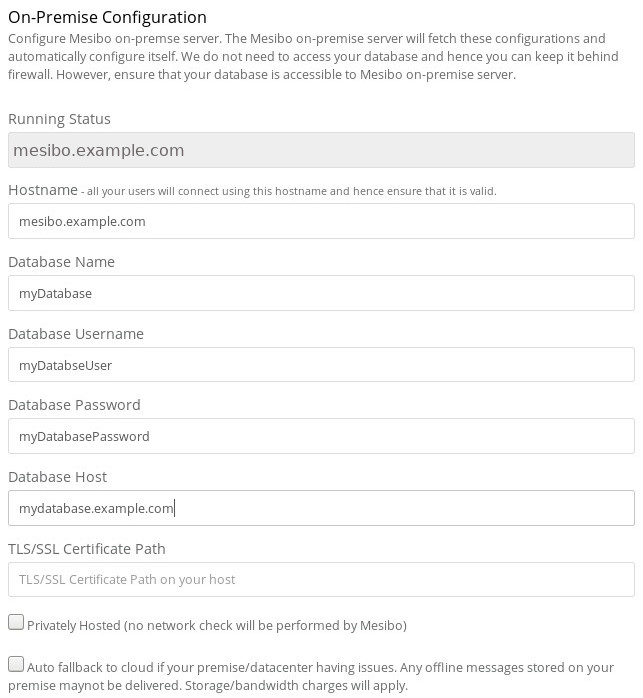 On-Premise Configuration
Configure Mesibo on-premse server. The Mesibo on-premise server will fetch these configurations and
automatically configure itself. We do not need to access your database and hence you can keep it behind
firewall. However, ensure that your database is accessible to Mesibo on-premise server.
Running Status
mesibo.example.com
Hostname - all your users will connect using this hostname and hence ensure that it is valid.
mesibo.example.com
Database Name
myDatabase
Database Username
myDatabseUser
Database Password
myDatabasePassword
Database Host
mydatabase.example.com
TLS/SSL Certificate Path
TLS/SSL Certificate Path on your host
Privately Hosted (no network check will be performed by Mesibo)
Auto fallback to cloud if your premise/datacenter having issues. Any offline messages stored on your
premise maynot be delivered. Storage/bandwidth charges will apply.